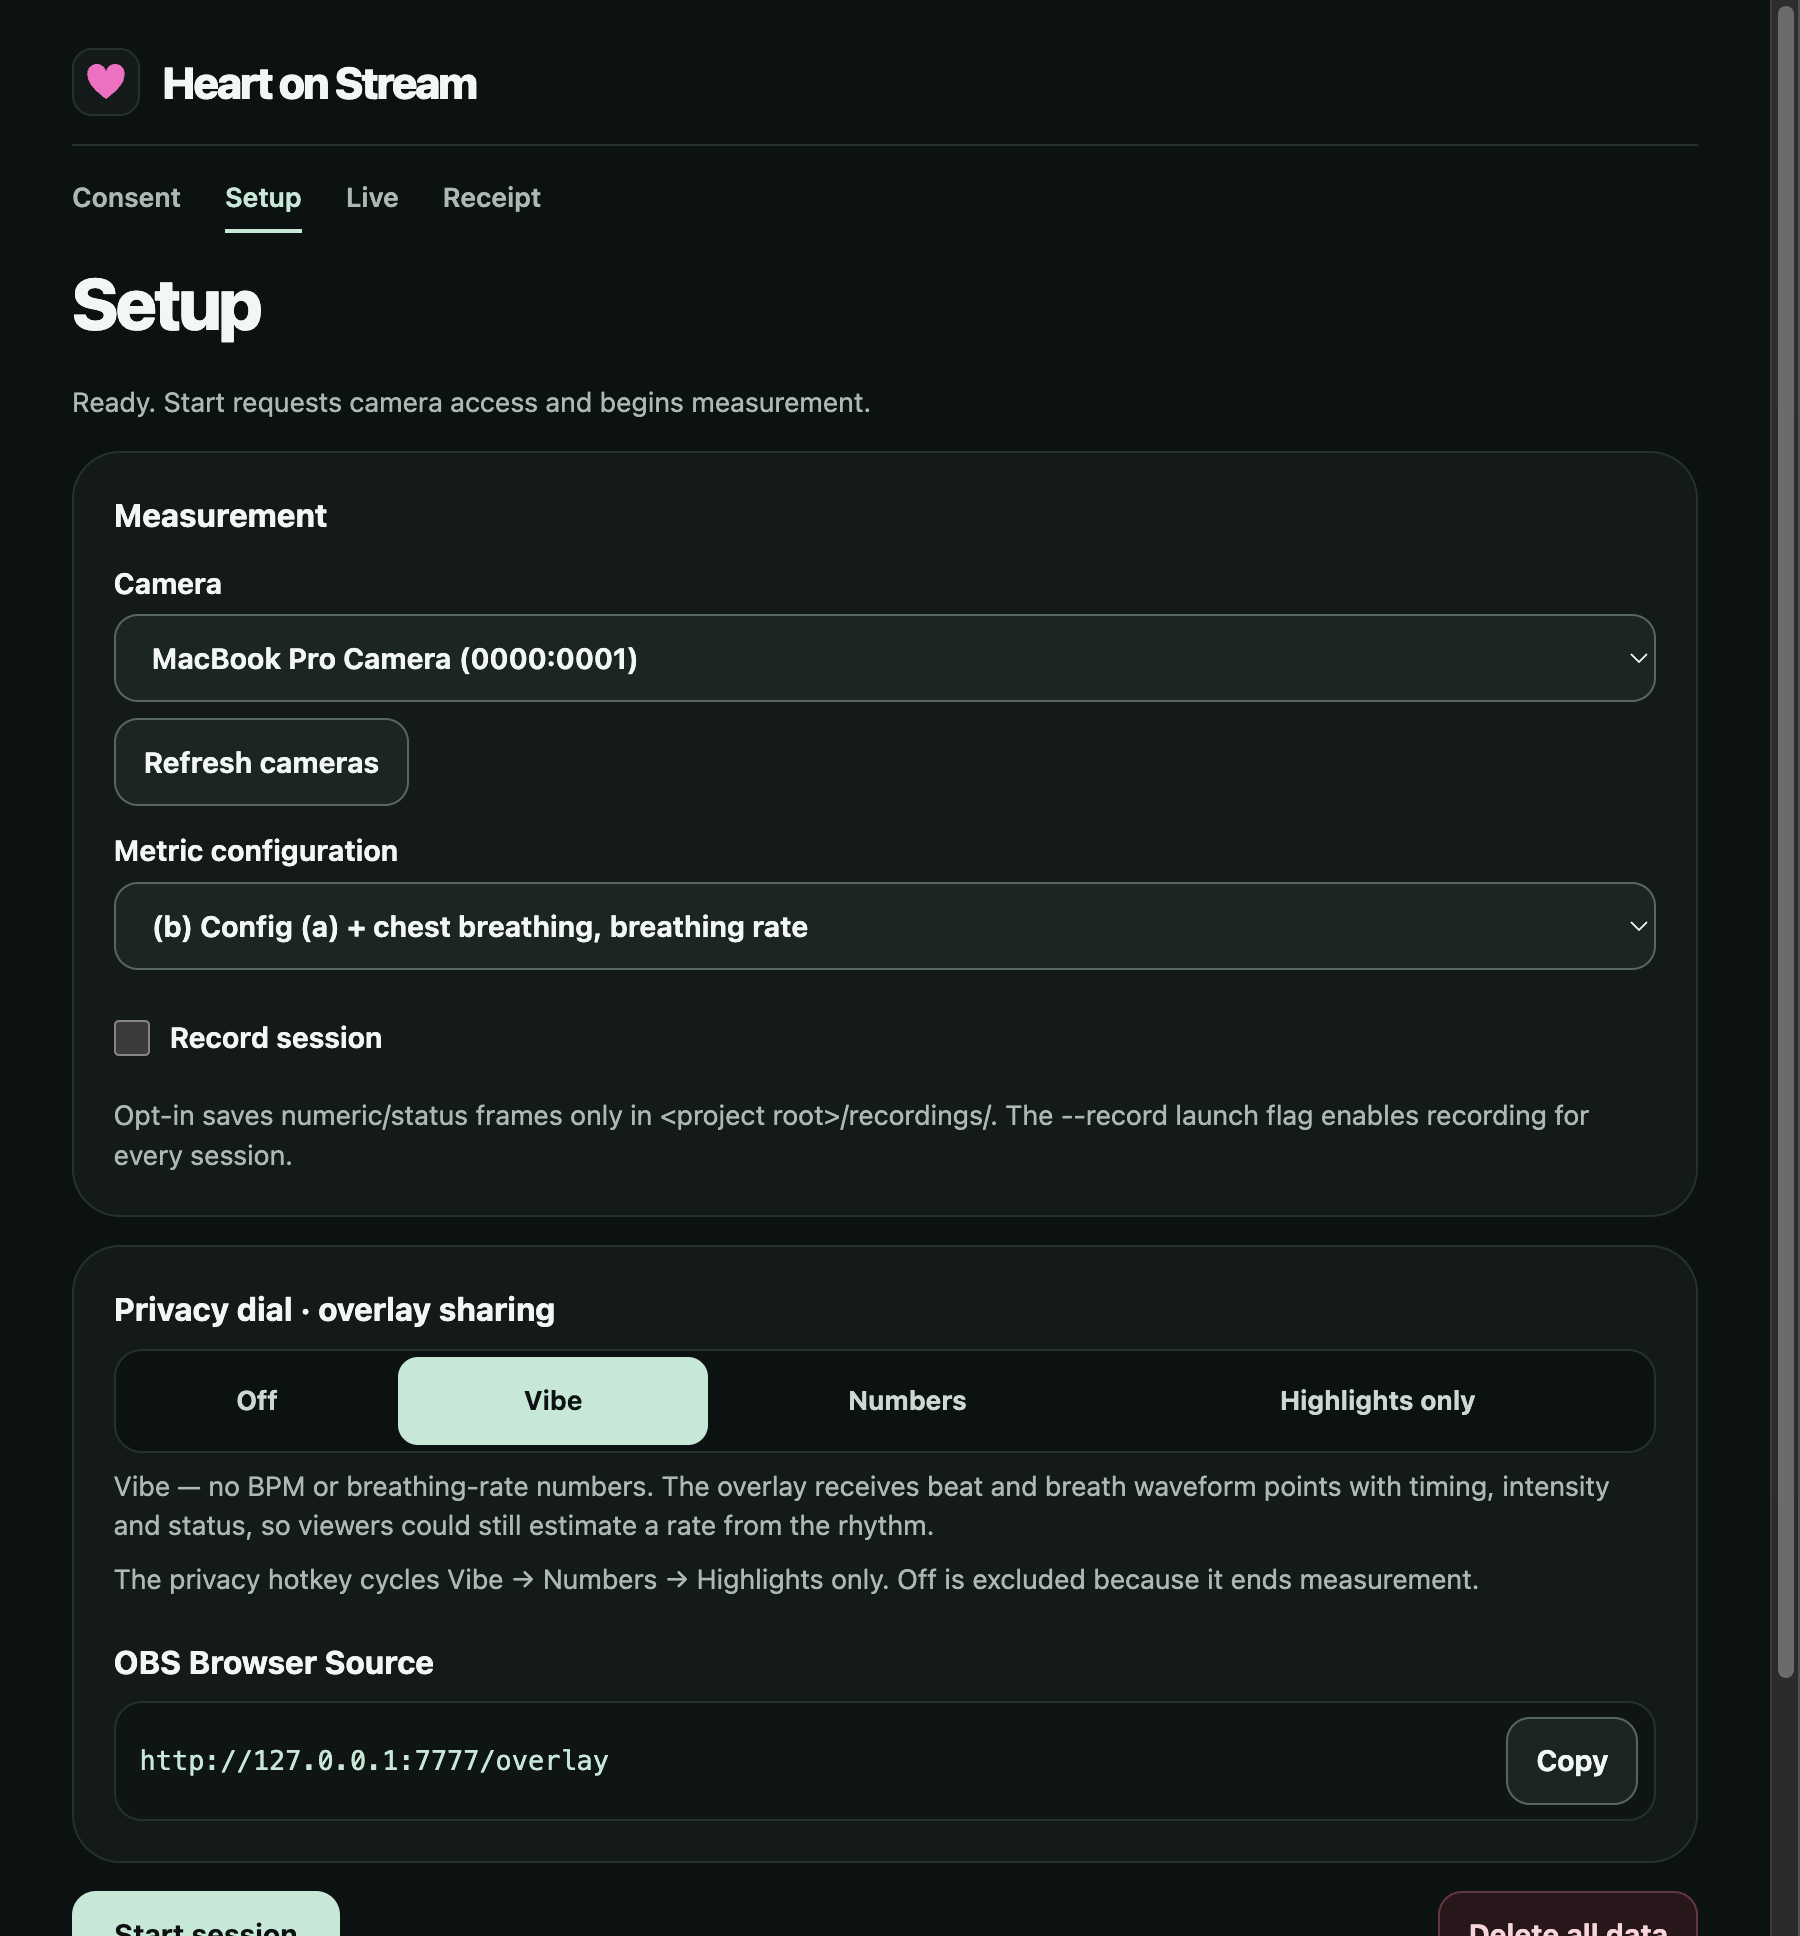 Heart on Stream
Consent Setup Live Receipt
Setup
Ready. Start requests camera access and begins measurement.
Measurement
Camera
MacBook Pro Camera (0000:0001)
Refresh cameras
Metric configuration
(b) Config (a) + chest breathing, breathing rate
Record session
Opt-in saves numeric/status frames only in <project root>/recordings/. The --record launch flag enables recording for
every session.
Privacy dial · overlay sharing
Off Vibe Numbers Highlights only
Vibe — no BPM or breathing-rate numbers. The overlay receives beat and breath waveform points with timing, intensity
and status, so viewers could still estimate a rate from the rhythm.
The privacy hotkey cycles Vibe → Numbers → Highlights only. Off is excluded because it ends measurement.
OBS Browser Source
http://127.0.0.1:7777/overlay
Copy
Start session Delete all data